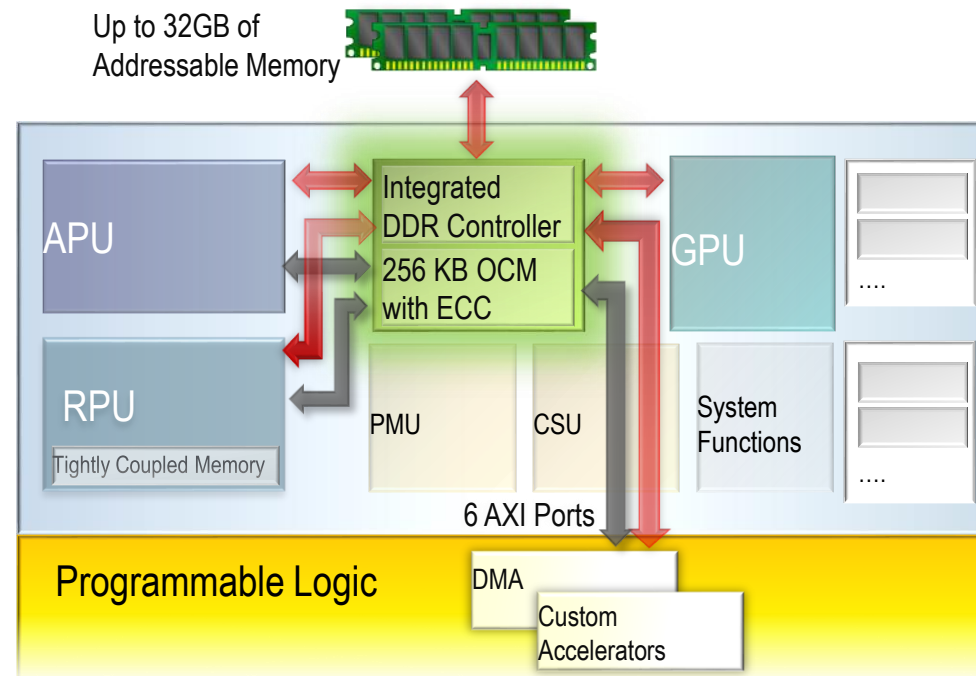 Up to 32GB of
Addressable Memory
APU
Integrated
DDR Controller
256 KB OCM
with ECC
GPU
....
RPU
Tightly Coupled Memory
PMU
CSU
System
Functions
....
6 AXI Ports
Programmable Logic
DMA
Custom
Accelerators